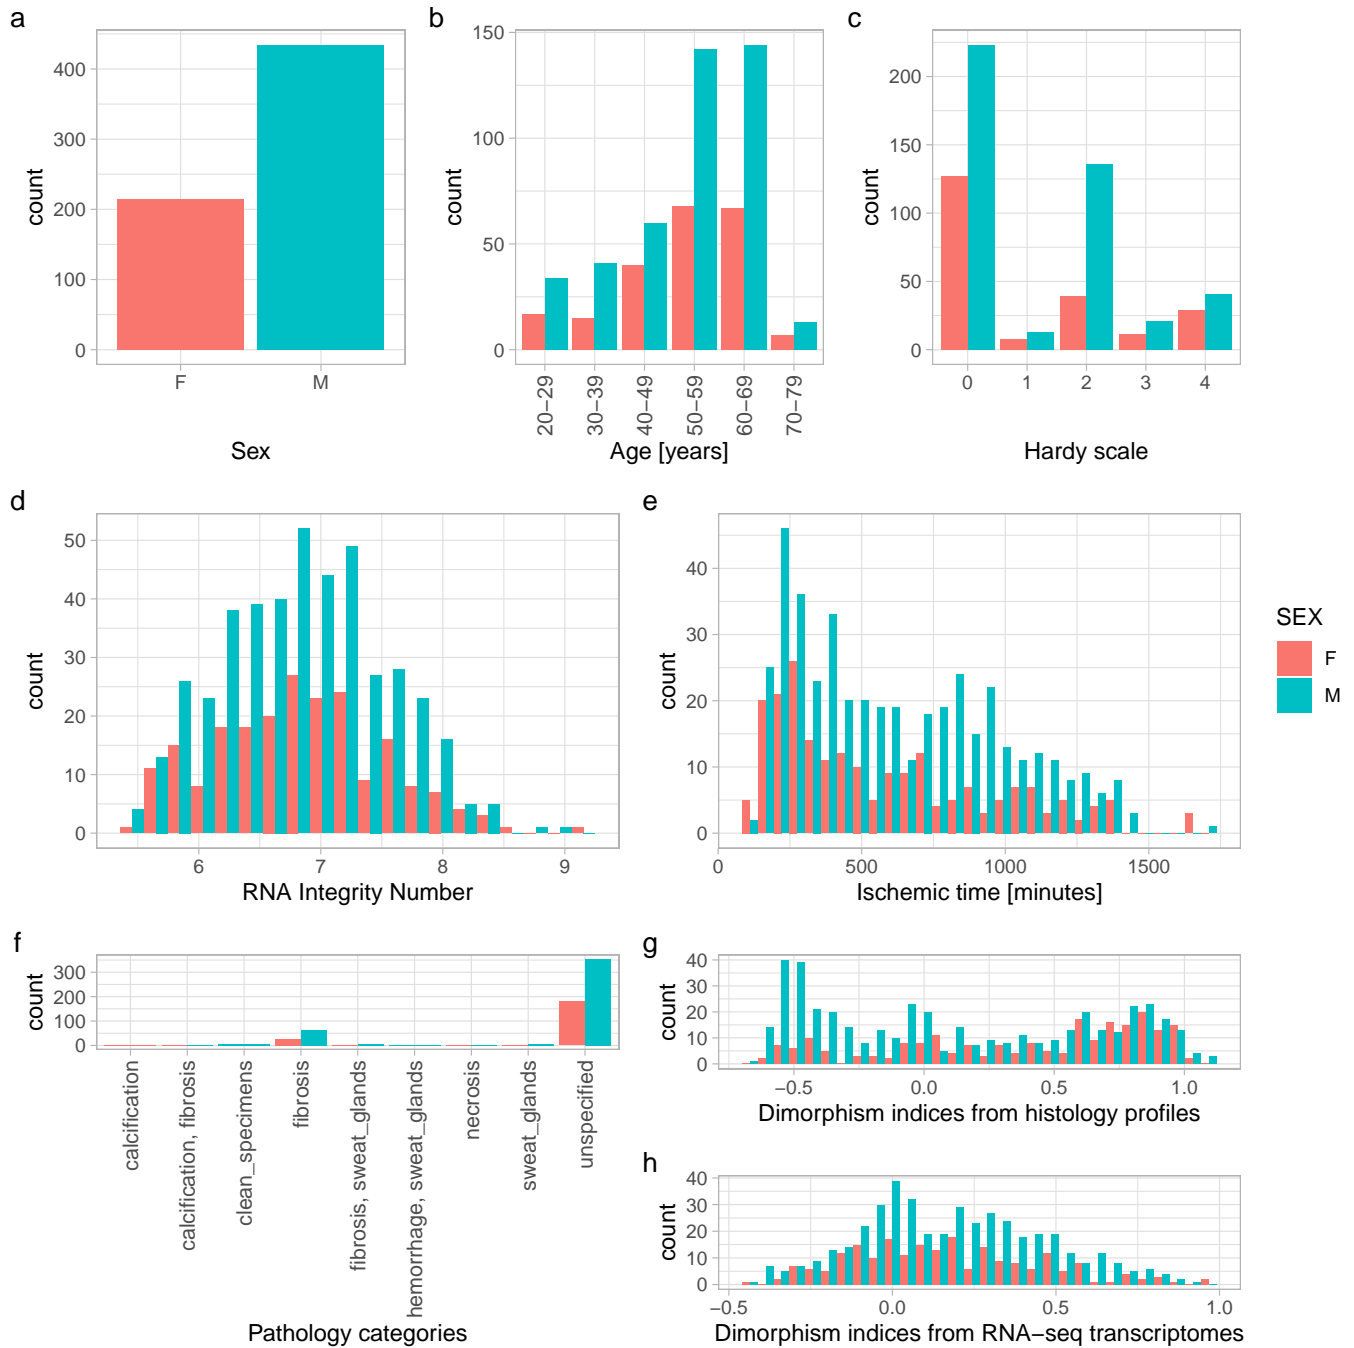 a
count
400
300
200
100
0
F
M
Sex
b
count
150
100
50
0
20−29
30−39
40−49
50−59
60−69
70−79
Age [years]
c
count
200
150
100
50
0
0
1
2
3
4
Hardy scale
d
count
50
40
30
20
10
0
6
7
8
9
RNA Integrity Number
e
count
40
30
20
10
0
0
500
1000
1500
Ischemic time [minutes]
SEX
F
M
f
count
300
200
100
0
calcification
calcification, fibrosis
clean_specimens
fibrosis
fibrosis, sweat_glands
hemorrhage, sweat_glands
necrosis
sweat_glands
unspecified
Pathology categories
g
count
40
30
20
10
0
−0.5
0.0
0.5
1.0
Dimorphism indices from histology profiles
h
count
40
30
20
10
0
−0.5
0.0
0.5
1.0
Dimorphism indices from RNA−seq transcriptomes